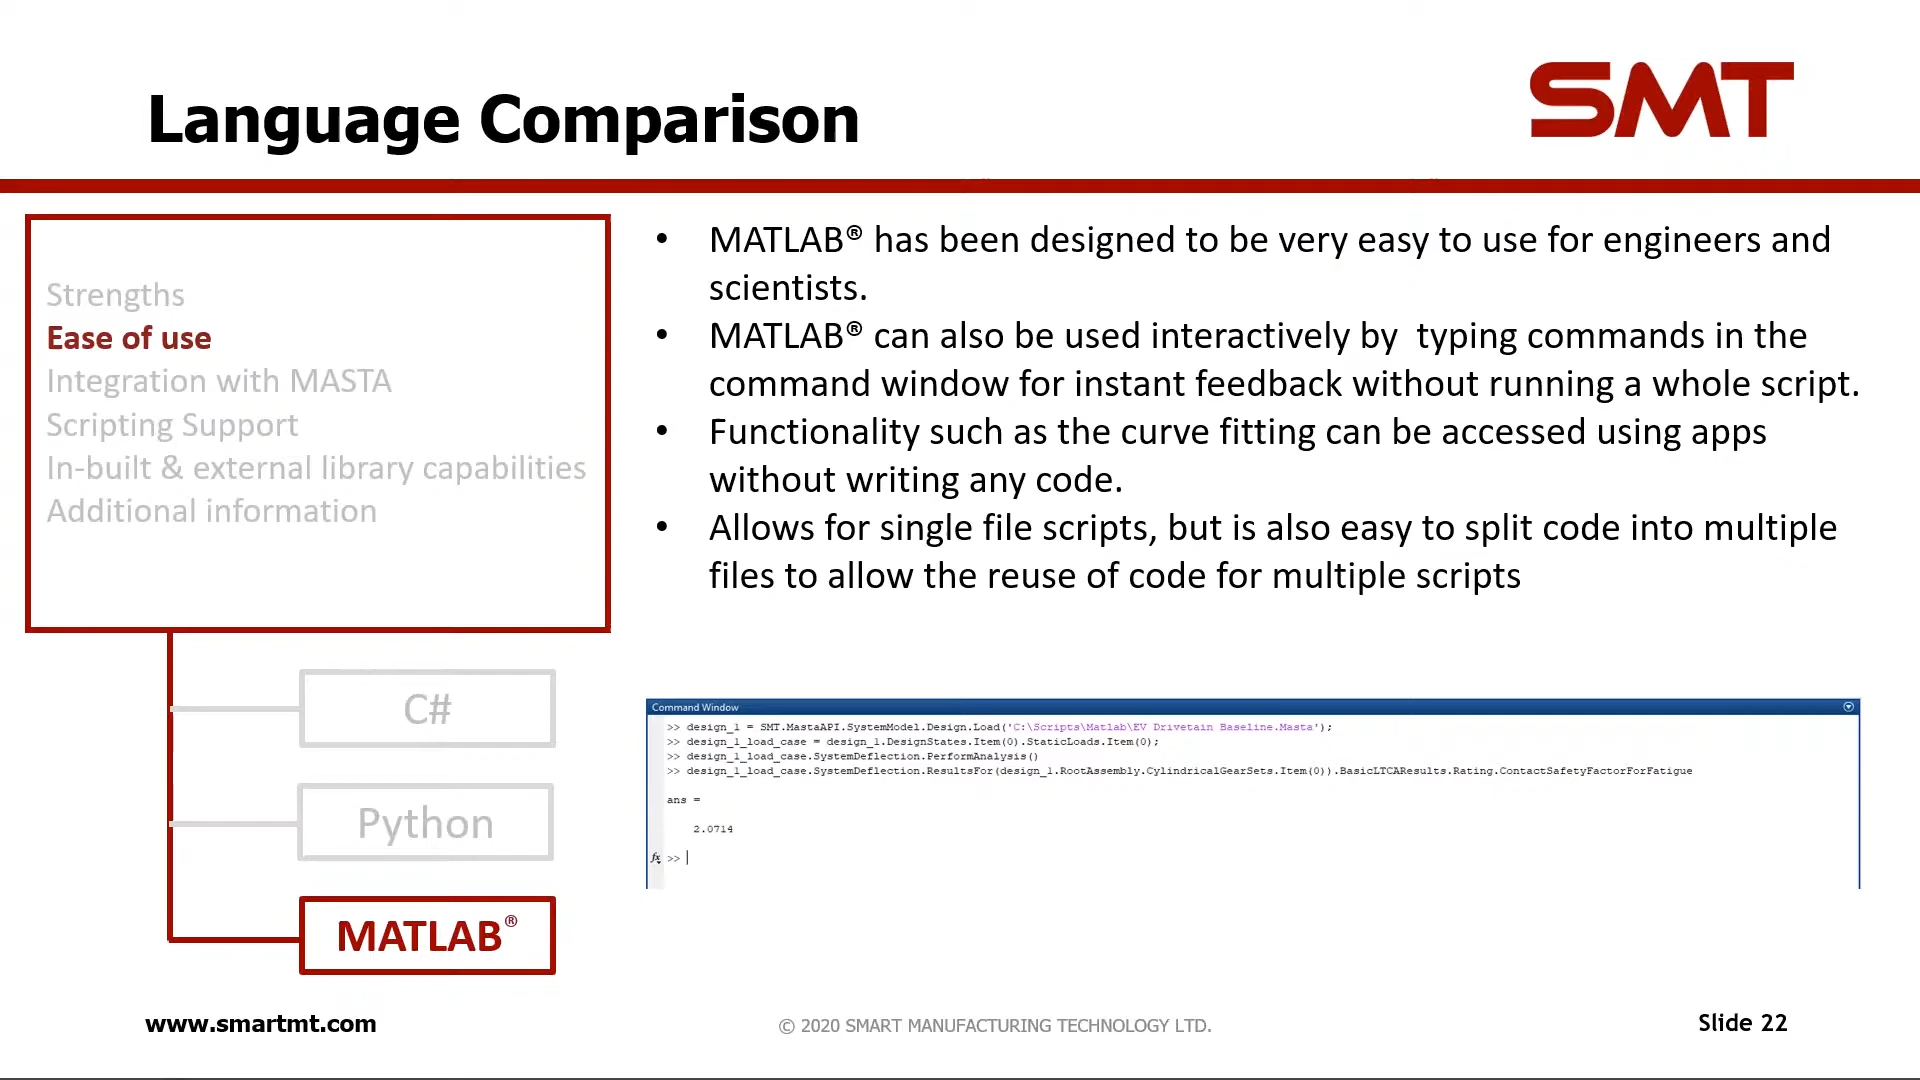 Language Comparison
SMT
Strengths
Ease of use
Integration with MASTA
Scripting Support
In-built & external library capabilities
Additional information
C#
Python
MATLAB®
• MATLAB® has been designed to be very easy to use for engineers and
scientists.
• MATLAB® can also be used interactively by  typing commands in the
command window for instant feedback without running a whole script.
• Functionality such as the curve fitting can be accessed using apps
without writing any code.
• Allows for single file scripts, but is also easy to split code into multiple
files to allow the reuse of code for multiple scripts
Command Window
>> design_1 = SMT.MastaAPI.SystemModel.Design.Load('C:\Scripts\Matlab\EV Drivetain Baseline.Masta');
>> design_1_load_case = design_1.DesignStates.Item(0).StaticLoads.Item(0);
>> design_1_load_case.SystemDeflection.PerformAnalysis()
>> design_1_load_case.SystemDeflection.ResultsFor(design_1.RootAssembly.CylindricalGearSets.Item(0)).BasicLTCAResults.Rating.ContactSafetyFactorForFatigue
ans =
2.0714
fx >>
www.smartmt.com
© 2020 SMART MANUFACTURING TECHNOLOGY LTD.
Slide 22